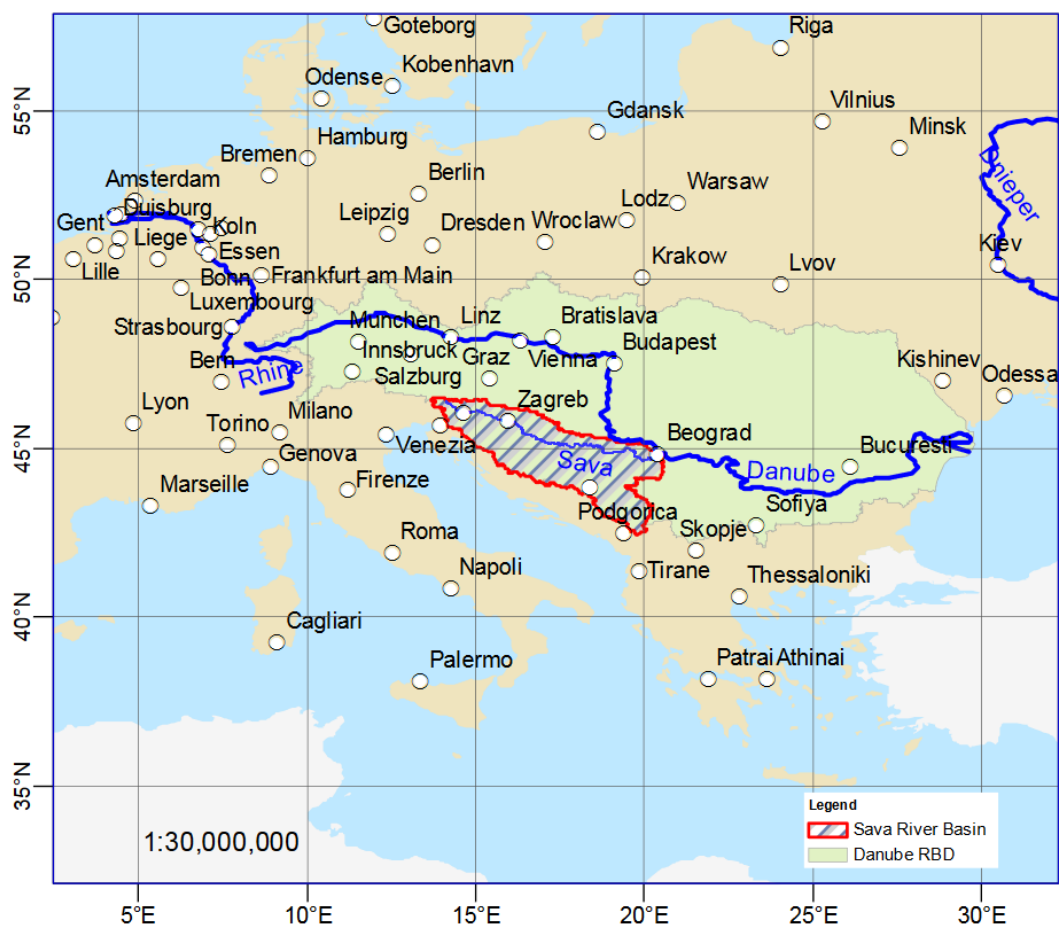 Goteborg
Riga
Kobenhavn
Odense
55°N
Gdansk
Vilnius
Minsk
Hamburg
Bremen
Berlin
Dnieper
Amsterdam
Duisburg
Warsaw
Lodz
Gent
Koln
Leipzig
Dresden
Wroclaw
Liege
Essen
Kiev
Lille
Bonn
Frankfurt am Main
Krakow
Lvov
50°N
Luxembourg
Strasbourg
Munchen
Linz
Bratislava
Budapest
Bern
Rhine
Innsbruck
Graz
Vienna
Salzburg
Kishinev
Odessa
Lyon
Torino
Milano
Zagreb
45°N
Genova
Venezia
Sava
Beograd
Danube
Bucuresti
Marseille
Firenze
Podgorica
Sofiya
Roma
Skopje
Napoli
Tirane
Thessaloniki
40°N
Cagliari
Palermo
Patrai
Athinai
35°N
1:30,000,000
Legend
Sava River Basin
Danube RBD
5°E
10°E
15°E
20°E
25°E
30°E